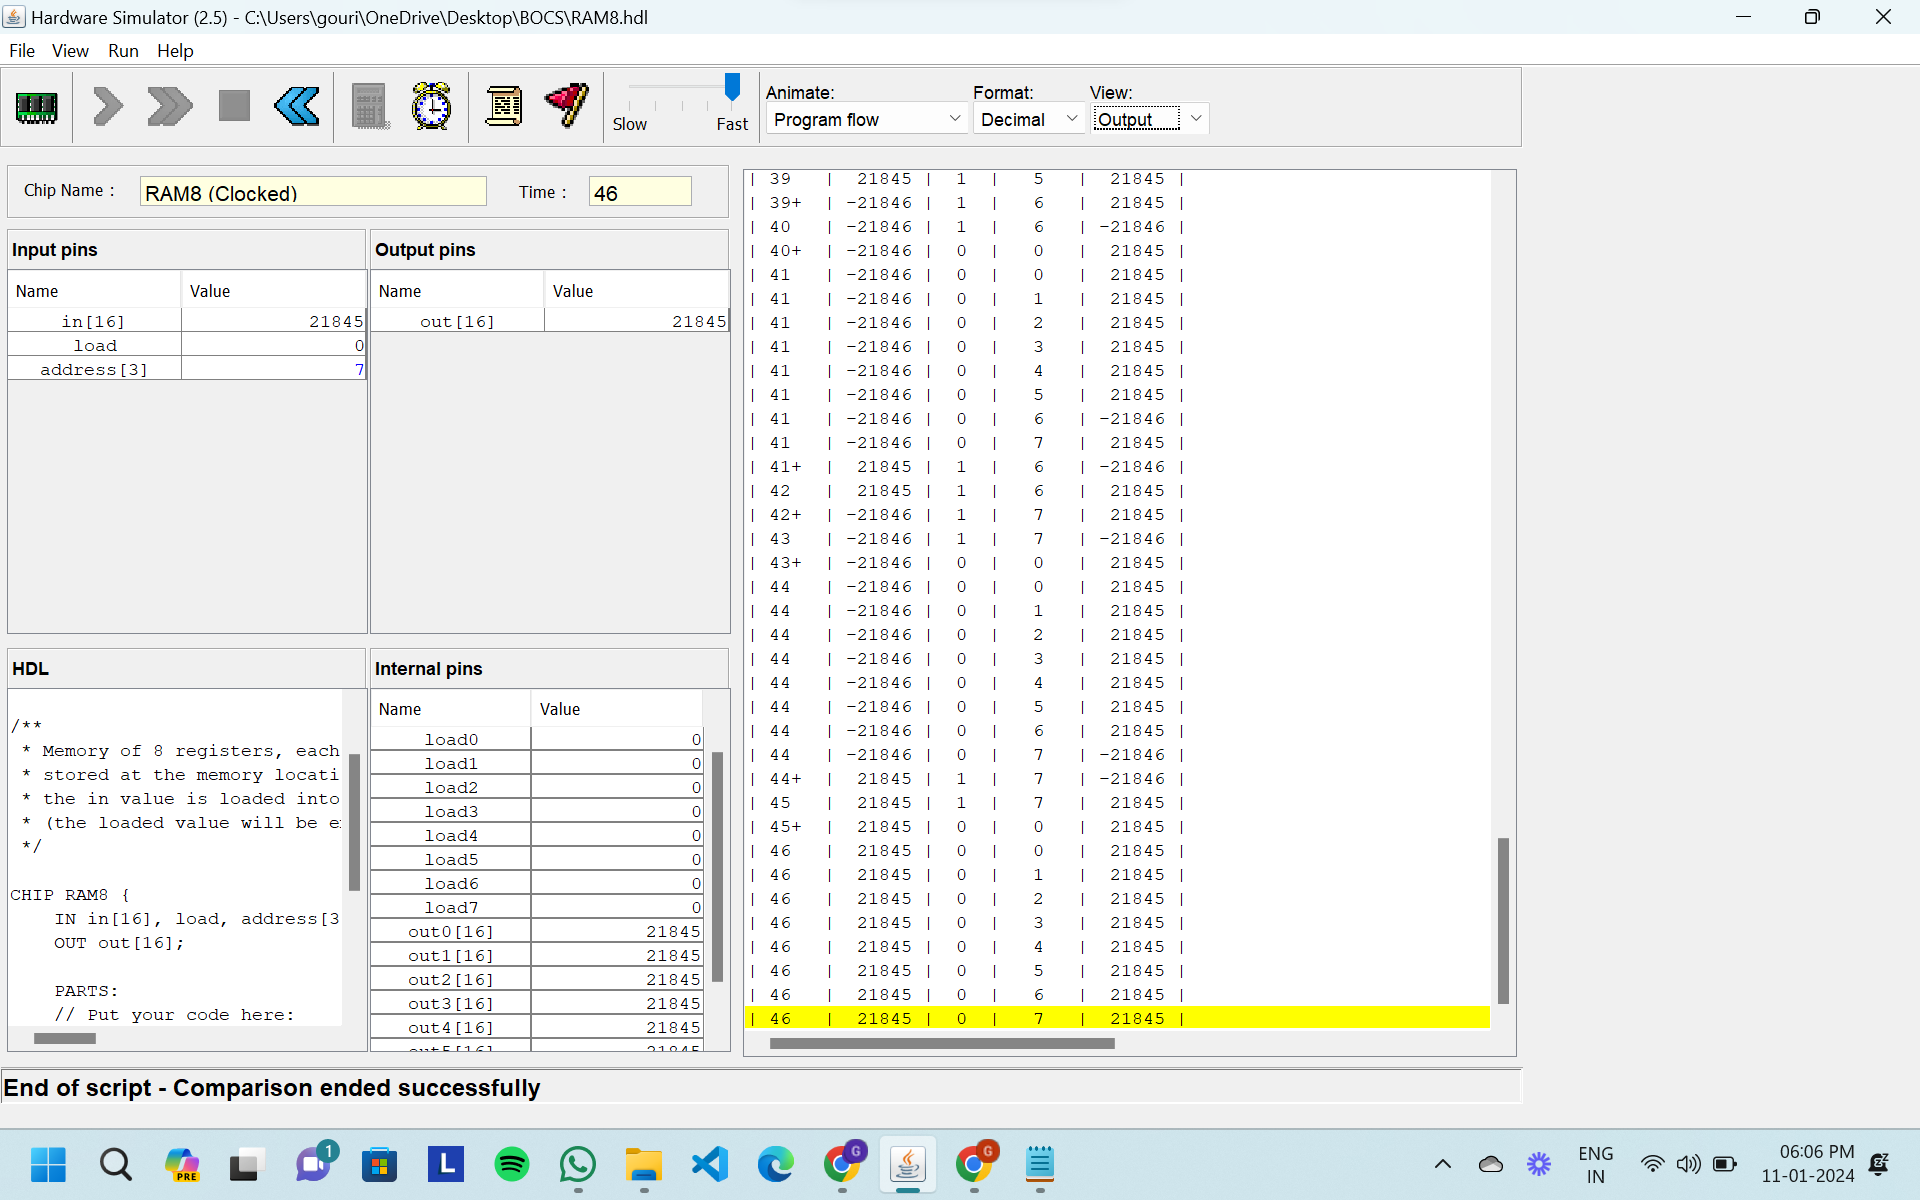 Hardware Simulator (2.5) - C:\Users\gouri\OneDrive\Desktop\BOCS\RAM8.hdl
File View Run Help
Slow Fast
Animate: Format: View:
Program flow Decimal Output
Chip Name : RAM8 (Clocked) Time : 46
Input pins
Name Value
in[16] 21845
load 0
address[3] 7
Output pins
Name Value
out[16] 21845
HDL
/**
* Memory of 8 registers, each
* stored at the memory locati
* the in value is loaded into
* (the loaded value will be e
*/
CHIP RAM8 {
IN in[16], load, address[3
OUT out[16];
PARTS:
// Put your code here:
Internal pins
Name Value
load0 0
load1 0
load2 0
load3 0
load4 0
load5 0
load6 0
load7 0
out0[16] 21845
out1[16] 21845
out2[16] 21845
out3[16] 21845
out4[16] 21845
out5[16] 21845
| 39 | 21845 | 1 | 5 | 21845 |
| 39+ | -21846 | 1 | 6 | 21845 |
| 40 | -21846 | 1 | 6 | -21846 |
| 40+ | -21846 | 0 | 0 | 21845 |
| 41 | -21846 | 0 | 0 | 21845 |
| 41 | -21846 | 0 | 1 | 21845 |
| 41 | -21846 | 0 | 2 | 21845 |
| 41 | -21846 | 0 | 3 | 21845 |
| 41 | -21846 | 0 | 4 | 21845 |
| 41 | -21846 | 0 | 5 | 21845 |
| 41 | -21846 | 0 | 6 | -21846 |
| 41 | -21846 | 0 | 7 | 21845 |
| 41+ | 21845 | 1 | 6 | -21846 |
| 42 | 21845 | 1 | 6 | 21845 |
| 42+ | -21846 | 1 | 7 | 21845 |
| 43 | -21846 | 1 | 7 | -21846 |
| 43+ | -21846 | 0 | 0 | 21845 |
| 44 | -21846 | 0 | 0 | 21845 |
| 44 | -21846 | 0 | 1 | 21845 |
| 44 | -21846 | 0 | 2 | 21845 |
| 44 | -21846 | 0 | 3 | 21845 |
| 44 | -21846 | 0 | 4 | 21845 |
| 44 | -21846 | 0 | 5 | 21845 |
| 44 | -21846 | 0 | 6 | 21845 |
| 44 | -21846 | 0 | 7 | -21846 |
| 44+ | 21845 | 1 | 7 | -21846 |
| 45 | 21845 | 1 | 7 | 21845 |
| 45+ | 21845 | 0 | 0 | 21845 |
| 46 | 21845 | 0 | 0 | 21845 |
| 46 | 21845 | 0 | 1 | 21845 |
| 46 | 21845 | 0 | 2 | 21845 |
| 46 | 21845 | 0 | 3 | 21845 |
| 46 | 21845 | 0 | 4 | 21845 |
| 46 | 21845 | 0 | 5 | 21845 |
| 46 | 21845 | 0 | 6 | 21845 |
| 46 | 21845 | 0 | 7 | 21845 |
End of script - Comparison ended successfully
PRE 1 L G G
ENG
IN
06:06 PM
11-01-2024